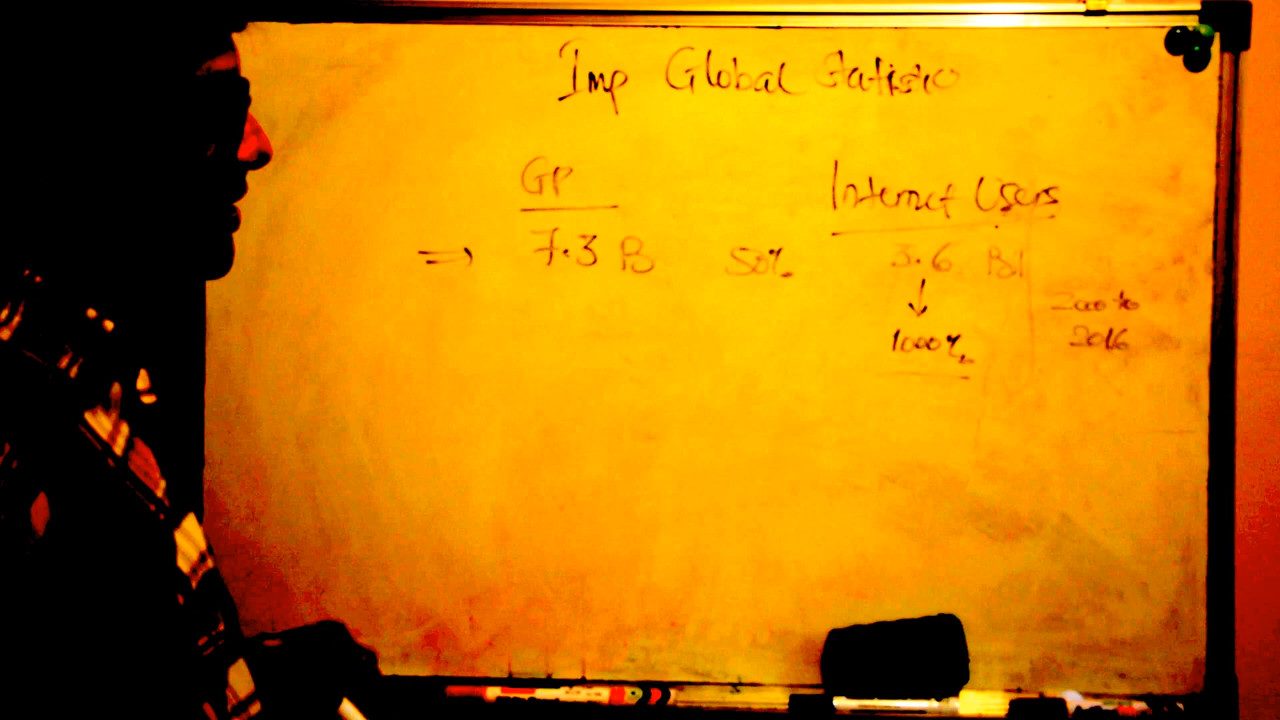 Imp Global Statistic
GP
Internet Users
⇒ 7.3 B 50% 3.6 Bl
↓
2000 to
1000%
2016